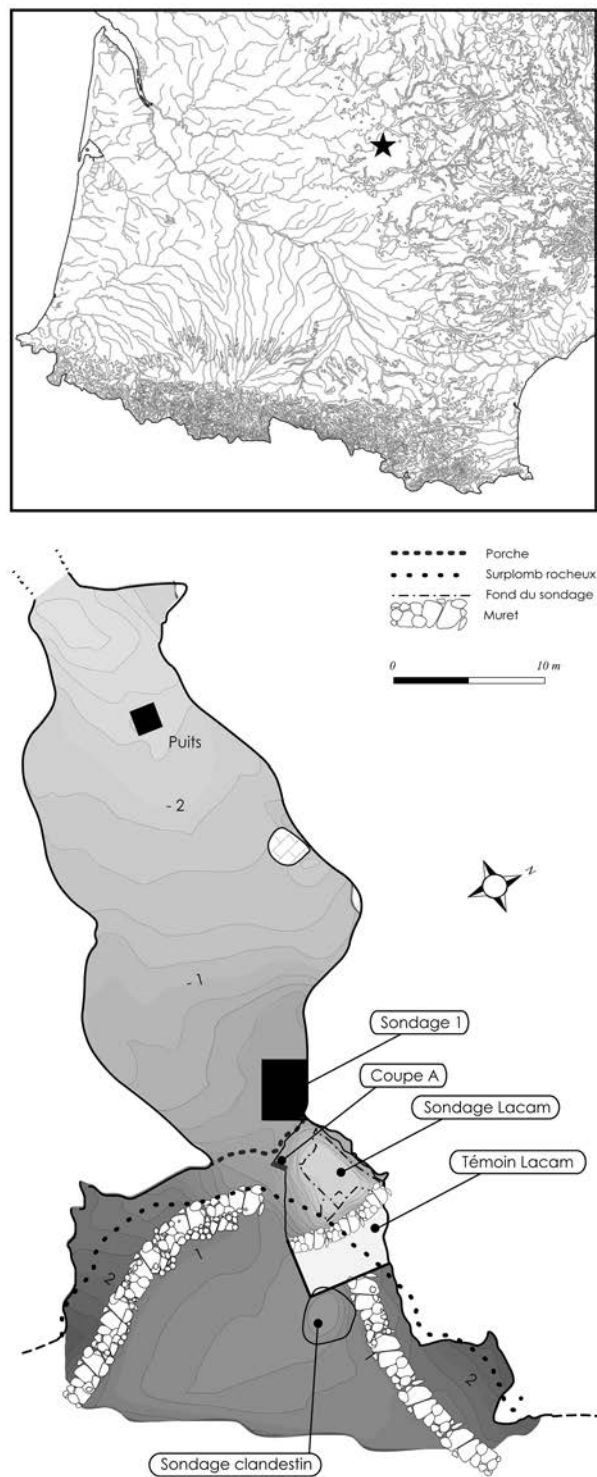 Porche
Surplomb rocheux
Fond du sondage
Muret
0 10 m
Puits
- 2
N
- 1
Sondage 1
Coupe A
Sondage Lacam
Témoin Lacam
1
2
1
2
Sondage clandestin